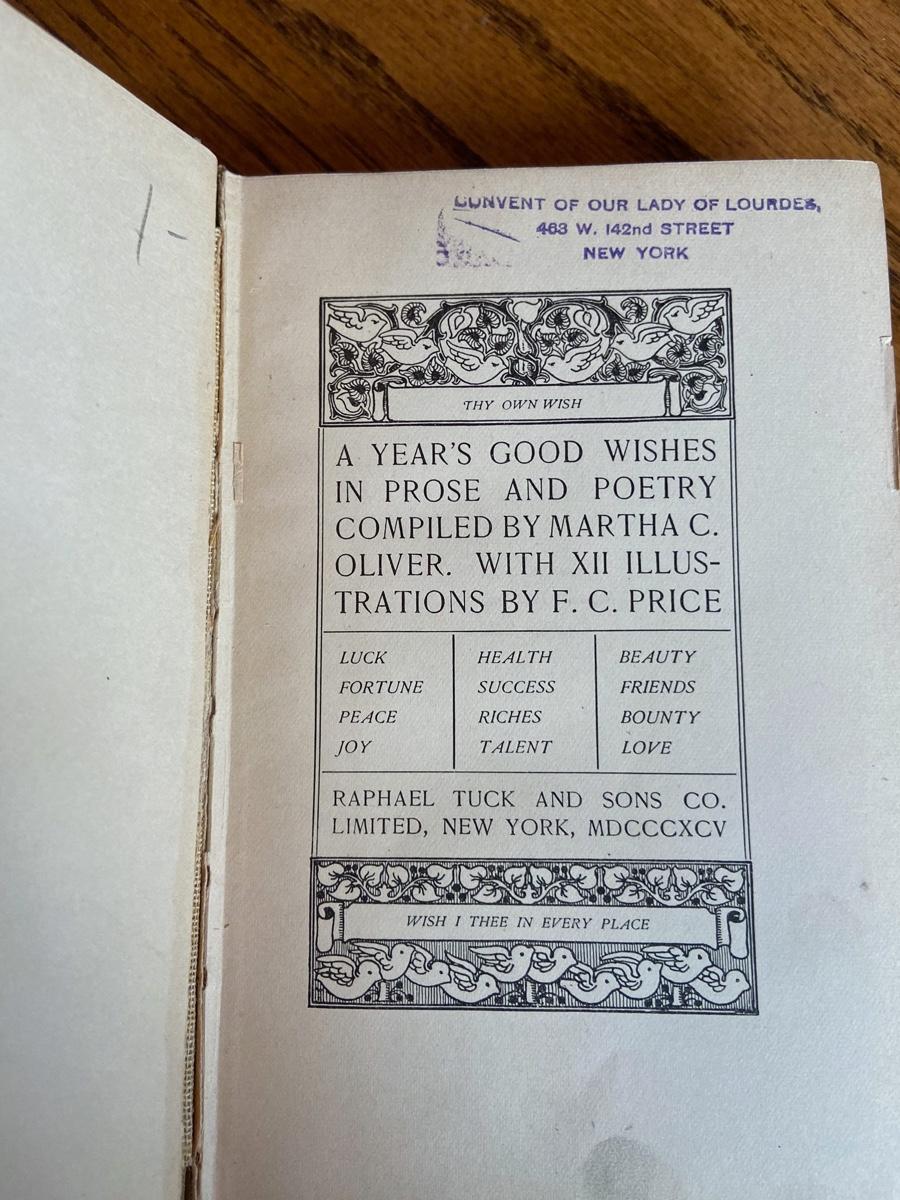 1-
CONVENT OF OUR LADY OF LOURDES,
463 W. 142nd STREET
NEW YORK
THY OWN WISH
A YEAR'S GOOD WISHES
IN PROSE AND POETRY
COMPILED BY MARTHA C.
OLIVER. WITH XII ILLUS-
TRATIONS BY F. C. PRICE
LUCK
FORTUNE
PEACE
JOY
HEALTH
SUCCESS
RICHES
TALENT
BEAUTY
FRIENDS
BOUNTY
LOVE
RAPHAEL TUCK AND SONS CO.
LIMITED, NEW YORK, MDCCCXCV
WISH I THEE IN EVERY PLACE